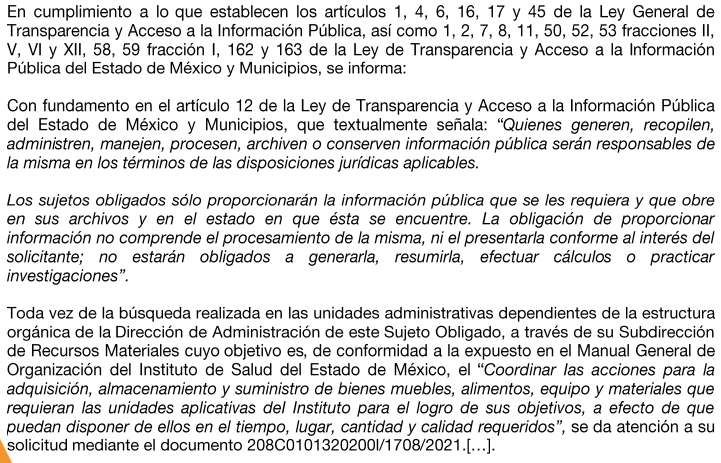 En cumplimiento a lo que establecen los artículos 1, 4, 6, 16, 17 y 45 de la Ley General de
Transparencia y Acceso a la Información Pública, así como 1, 2, 7, 8, 11, 50, 52, 53 fracciones II,
V, VI y XII, 58, 59 fracción I, 162 y 163 de la Ley de Transparencia y Acceso a la Información
Pública del Estado de México y Municipios, se informa:
Con fundamento en el artículo 12 de la Ley de Transparencia y Acceso a la Información Pública
del Estado de México y Municipios, que textualmente señala: “Quienes generen, recopilen,
administren, manejen, procesen, archiven o conserven información pública serán responsables de
la misma en los términos de las disposiciones jurídicas aplicables.
Los sujetos obligados sólo proporcionarán la información pública que se les requiera y que obre
en sus archivos y en el estado en que ésta se encuentre. La obligación de proporcionar
información no comprende el procesamiento de la misma, ni el presentarla conforme al interés del
solicitante; no estarán obligados a generarla, resumirla, efectuar cálculos o practicar
investigaciones”.
Toda vez de la búsqueda realizada en las unidades administrativas dependientes de la estructura
orgánica de la Dirección de Administración de este Sujeto Obligado, a través de su Subdirección
de Recursos Materiales cuyo objetivo es, de conformidad a la expuesto en el Manual General de
Organización del Instituto de Salud del Estado de México, el “Coordinar las acciones para la
adquisición, almacenamiento y suministro de bienes muebles, alimentos, equipo y materiales que
requieran las unidades aplicativas del Instituto para el logro de sus objetivos, a efecto de que
puedan disponer de ellos en el tiempo, lugar, cantidad y calidad requeridos”, se da atención a su
solicitud mediante el documento 208C0101320200l/1708/2021.[…].